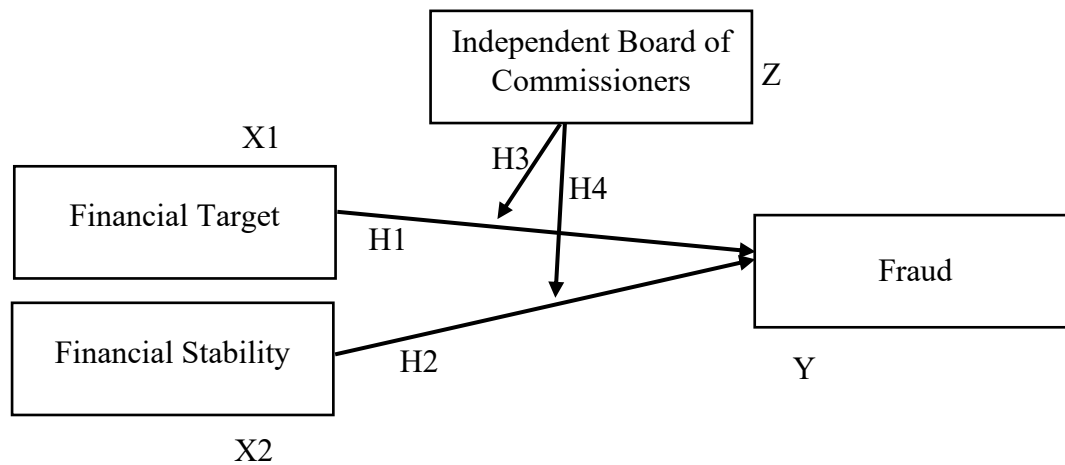 Independent Board of
Commissioners
Z
X1
H3
H4
Financial Target
H1
Fraud
Financial Stability
H2
Y
X2